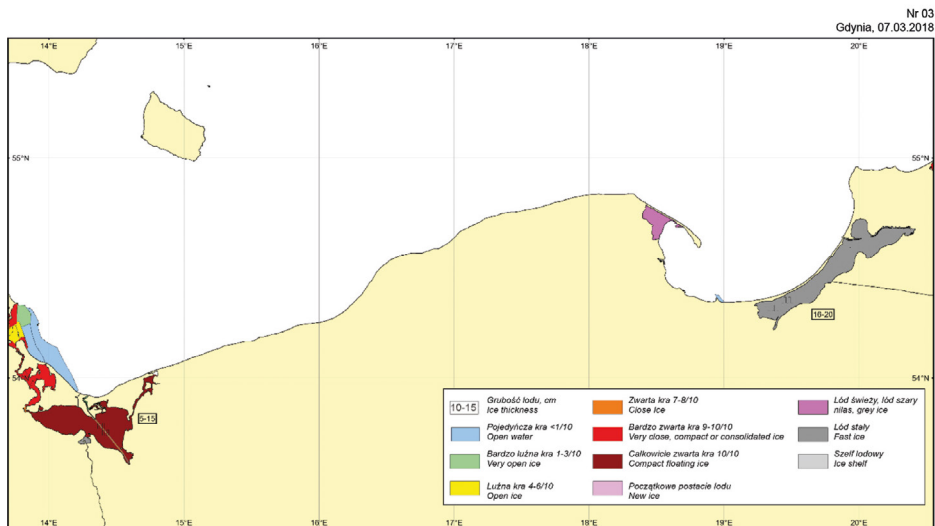 Nr 03
Gdynia, 07.03.2018
14°E
15°E
16°E
17°E
18°E
19°E
20°E
55°N
55°N
16-20
54°N
54°N
5-15
10-15
Grubość lodu, cm
Ice thickness
Pojedyńcza kra <1/10
Open water
Bardzo luźna kra 1-3/10
Very open ice
Luźna kra 4-6/10
Open ice
Zwarta kra 7-8/10
Close ice
Bardzo zwarta kra 9-10/10
Very close, compact or consolidated ice
Całkowicie zwarta kra 10/10
Compact floating ice
Początkowe postacie lodu
New ice
Lód świeży, lód szary
nilas, grey ice
Lód stały
Fast ice
Szelf lodowy
Ice shelf
14°E
15°E
16°E
17°E
18°E
19°E
20°E